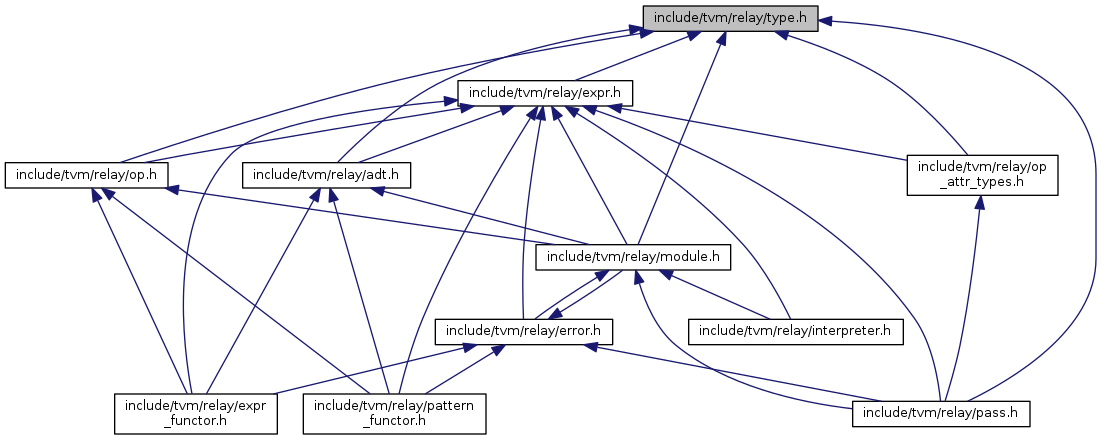 include/tvm/relay/type.h
include/tvm/relay/expr.h
include/tvm/relay/op.h
include/tvm/relay/adt.h
include/tvm/relay/op
_attr_types.h
include/tvm/relay/module.h
include/tvm/relay/error.h
include/tvm/relay/interpreter.h
include/tvm/relay/expr
_functor.h
include/tvm/relay/pattern
_functor.h
include/tvm/relay/pass.h